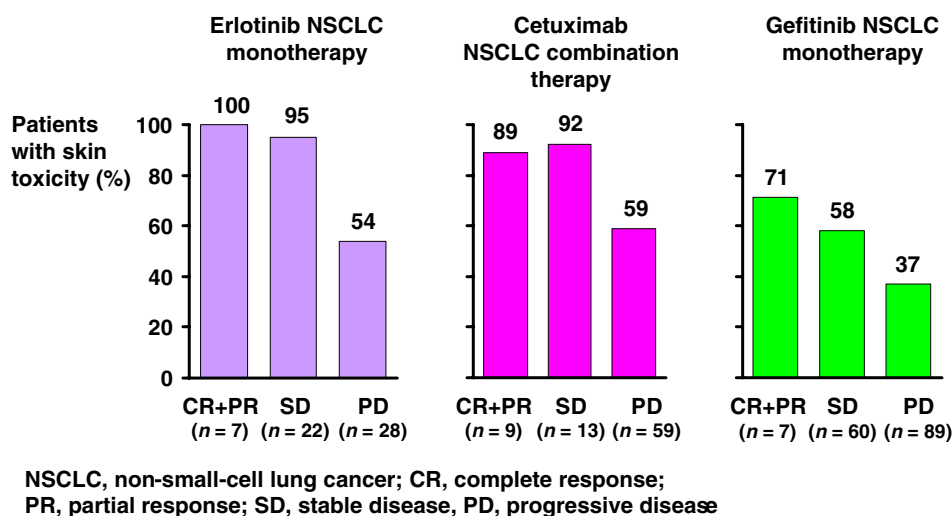 Erlotinib NSCLC
monotherapy
Cetuximab
NSCLC combination
therapy
Gefitinib NSCLC
monotherapy
Patients
with skin
toxicity (%)
100
80
60
40
20
0
100
95
54
CR+PR SD PD
(n = 7) (n = 22) (n = 28)
89
92
59
CR+PR SD PD
(n = 9) (n = 13) (n = 59)
71
58
37
CR+PR SD PD
(n = 7) (n = 60) (n = 89)
NSCLC, non-small-cell lung cancer; CR, complete response;
PR, partial response; SD, stable disease, PD, progressive disease